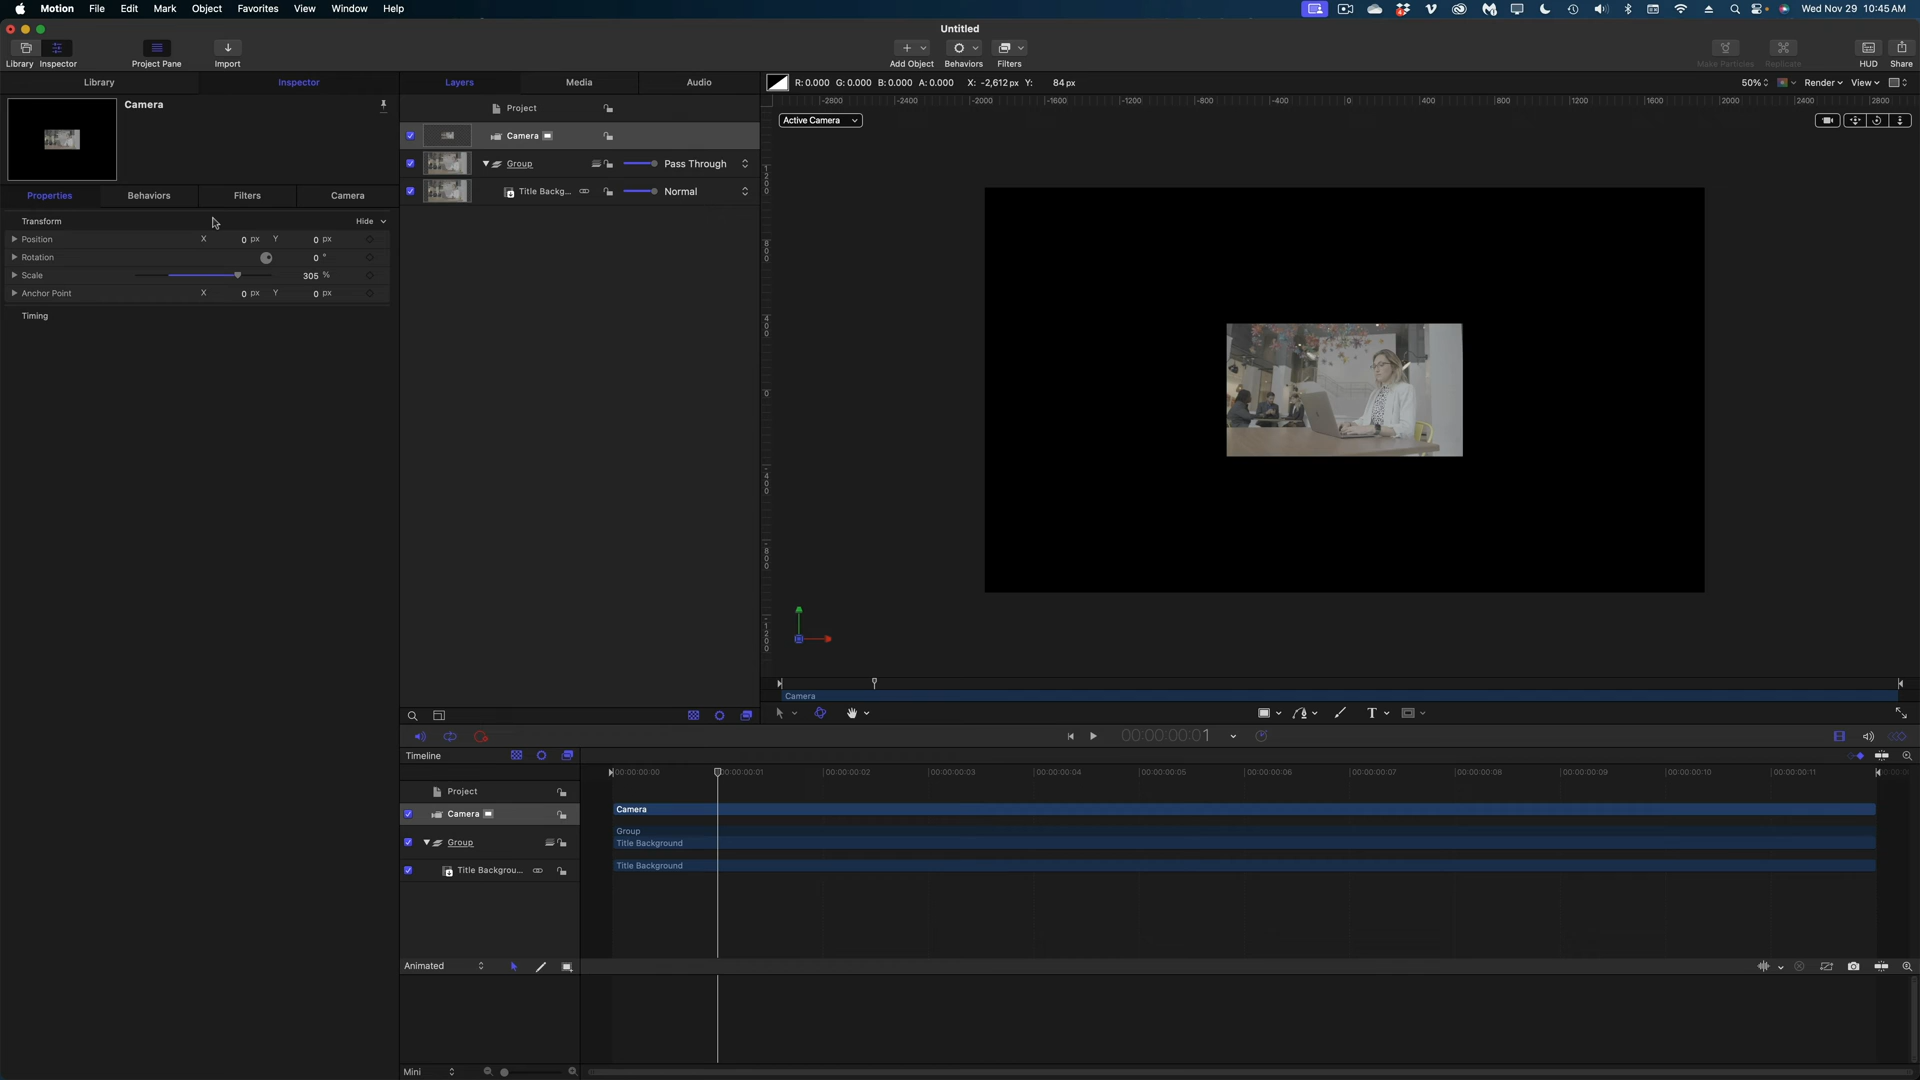 Motion File Edit Mark Object Favorites View Window Help Wed Nov 29 10:45 AM
Untitled
Library Inspector Project Pane Import Add Object Behaviors Filters Make Particles Replicate HUD Share
Library Inspector Layers Media Audio R: 0.000 G: 0.000 B: 0.000 A: 0.000 X: -2,612 px Y: 84 px 50% Render View
Camera
-2800 -2400 -2000 -1600 -1200 -800 -400 0 400 800 1200 1600 2000 2400 2800
Project
Active Camera
Camera
Group Pass Through
Title Backg... Normal
Properties Behaviors Filters Camera
Transform Hide
Position X 0 px Y 0 px
Rotation 0 °
Scale 305 %
Anchor Point X 0 px Y 0 px
Timing
1200
800
400
0
-400
-800
-1200
Camera
T
00:00:00:01
Timeline
00:00:00:00 00:00:00:01 00:00:00:02 00:00:00:03 00:00:00:04 00:00:00:05 00:00:00:06 00:00:00:07 00:00:00:08 00:00:00:09 00:00:00:10 00:00:00:11
Project
Camera Camera
Group Group
Title Background
Title Backgrou... Title Background
Animated
Mini